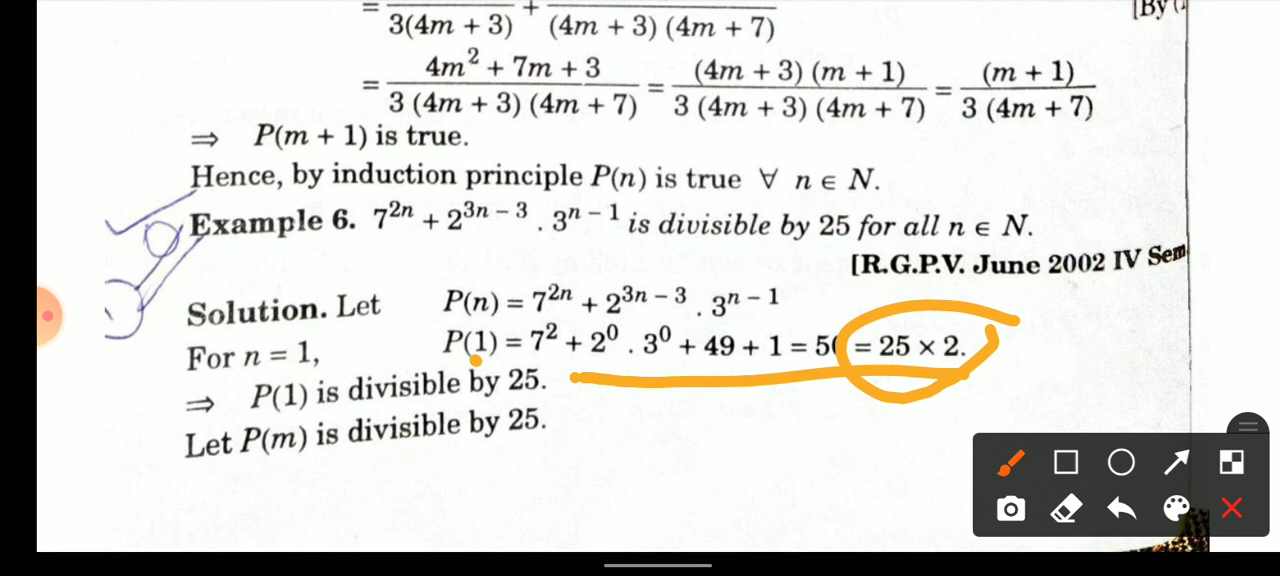 = 3(4m + 3) + (4m + 3) (4m + 7)
= 4m² + 7m + 3 / 3 (4m + 3) (4m + 7) = (4m + 3) (m + 1) / 3 (4m + 3) (4m + 7) = (m + 1) / 3 (4m + 7)
⇒ P(m + 1) is true.
Hence, by induction principle P(n) is true ∀ n ∈ N.
Example 6. 7^{2n} + 2^{3n – 3} . 3^{n – 1} is divisible by 25 for all n ∈ N.
[R.G.P.V. June 2002 IV Sem
Solution. Let P(n) = 7^{2n} + 2^{3n – 3} . 3^{n – 1}
For n = 1, P(1) = 7² + 2⁰ . 3⁰ + 49 + 1 = 50 = 25 × 2.
⇒ P(1) is divisible by 25.
Let P(m) is divisible by 25.